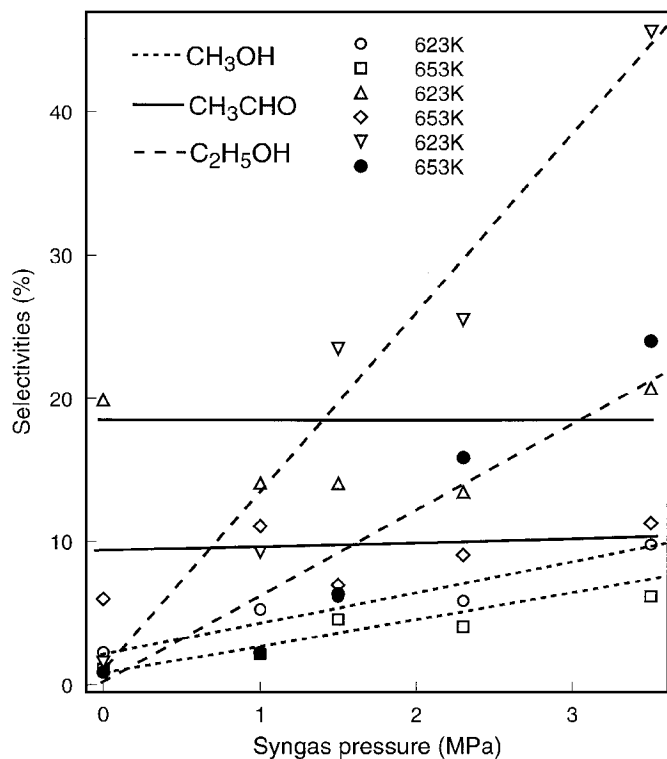 CH₃OH 623K
653K
CH₃CHO 623K
653K
C₂H₅OH 623K
653K
40
30
20
10
0
Selectivities (%)
0 1 2 3
Syngas pressure (MPa)